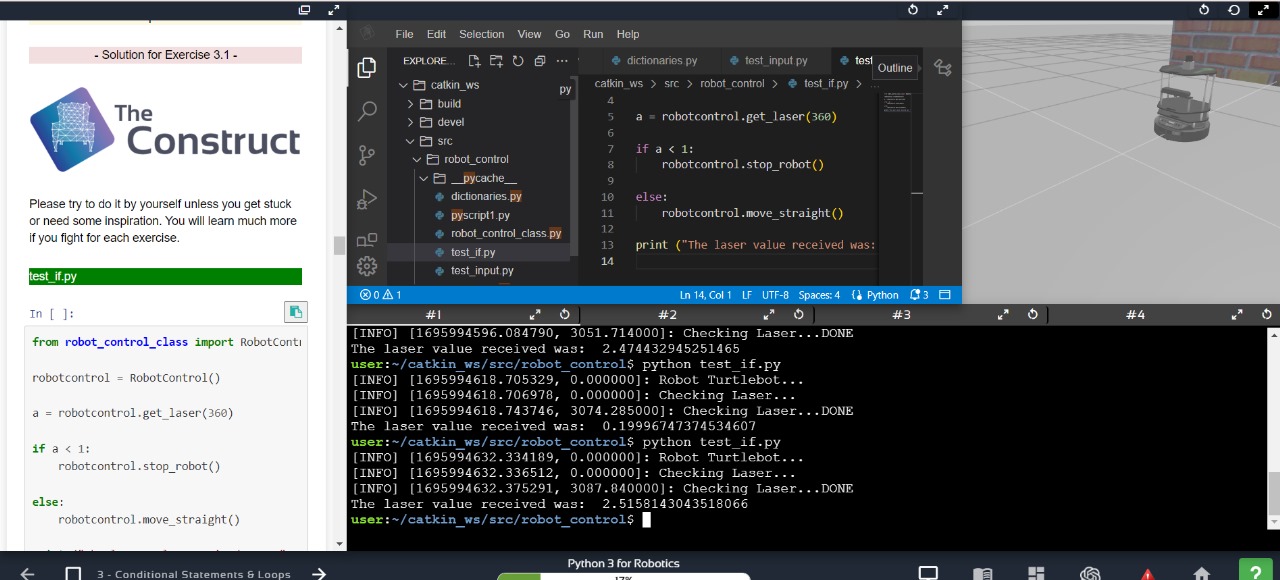 - Solution for Exercise 3.1 -
The
Construct
Please try to do it by yourself unless you get stuck
or need some inspiration. You will learn much more
if you fight for each exercise.
test_if.py
In [ ]:
from robot_control_class import RobotContr
robotcontrol = RobotControl()
a = robotcontrol.get_laser(360)
if a < 1:
    robotcontrol.stop_robot()
else:
    robotcontrol.move_straight()
File Edit Selection View Go Run Help
EXPLORE...
dictionaries.py test_input.py test
Outline
catkin_ws > src > robot_control > test_if.py > ...
catkin_ws
py
build
devel
src
robot_control
__pycache__
dictionaries.py
pyscript1.py
robot_control_class.py
test_if.py
test_input.py
4
5 a = robotcontrol.get_laser(360)
6
7 if a < 1:
8     robotcontrol.stop_robot()
9
10 else:
11     robotcontrol.move_straight()
12
13 print ("The laser value received was:
14
0 1 Ln 14, Col 1 LF UTF-8 Spaces: 4 Python 3
#1 #2 #3 #4
[INFO] [1695994596.084790, 3051.714000]: Checking Laser...DONE
The laser value received was:  2.474432945251465
user:~/catkin_ws/src/robot_control$ python test_if.py
[INFO] [1695994618.705329, 0.000000]: Robot Turtlebot...
[INFO] [1695994618.706978, 0.000000]: Checking Laser...
[INFO] [1695994618.743746, 3074.285000]: Checking Laser...DONE
The laser value received was:  0.19996747374534607
user:~/catkin_ws/src/robot_control$ python test_if.py
[INFO] [1695994632.334189, 0.000000]: Robot Turtlebot...
[INFO] [1695994632.336512, 0.000000]: Checking Laser...
[INFO] [1695994632.375291, 3087.840000]: Checking Laser...DONE
The laser value received was:  2.5158143043518066
user:~/catkin_ws/src/robot_control$
3 - Conditional Statements & Loops
Python 3 for Robotics
17%
?